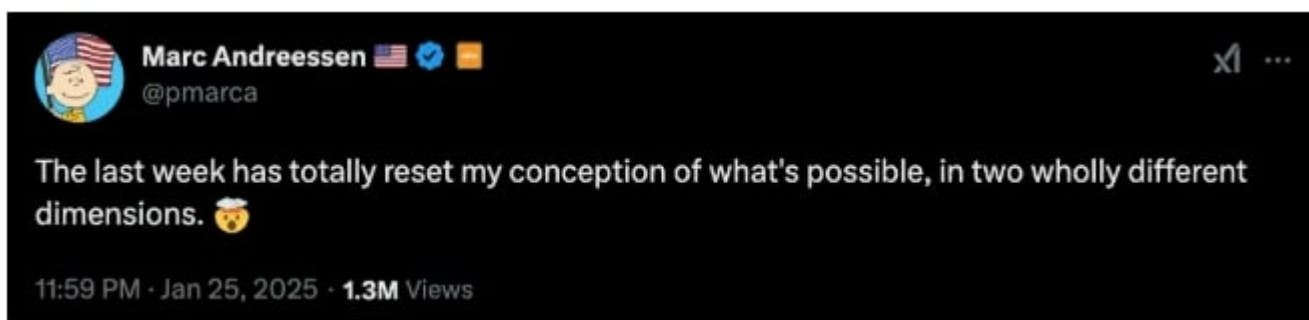 Marc Andreessen 🇺🇸
@pmarca
The last week has totally reset my conception of what's possible, in two wholly different
dimensions. 🤯
11:59 PM · Jan 25, 2025 · 1.3M Views